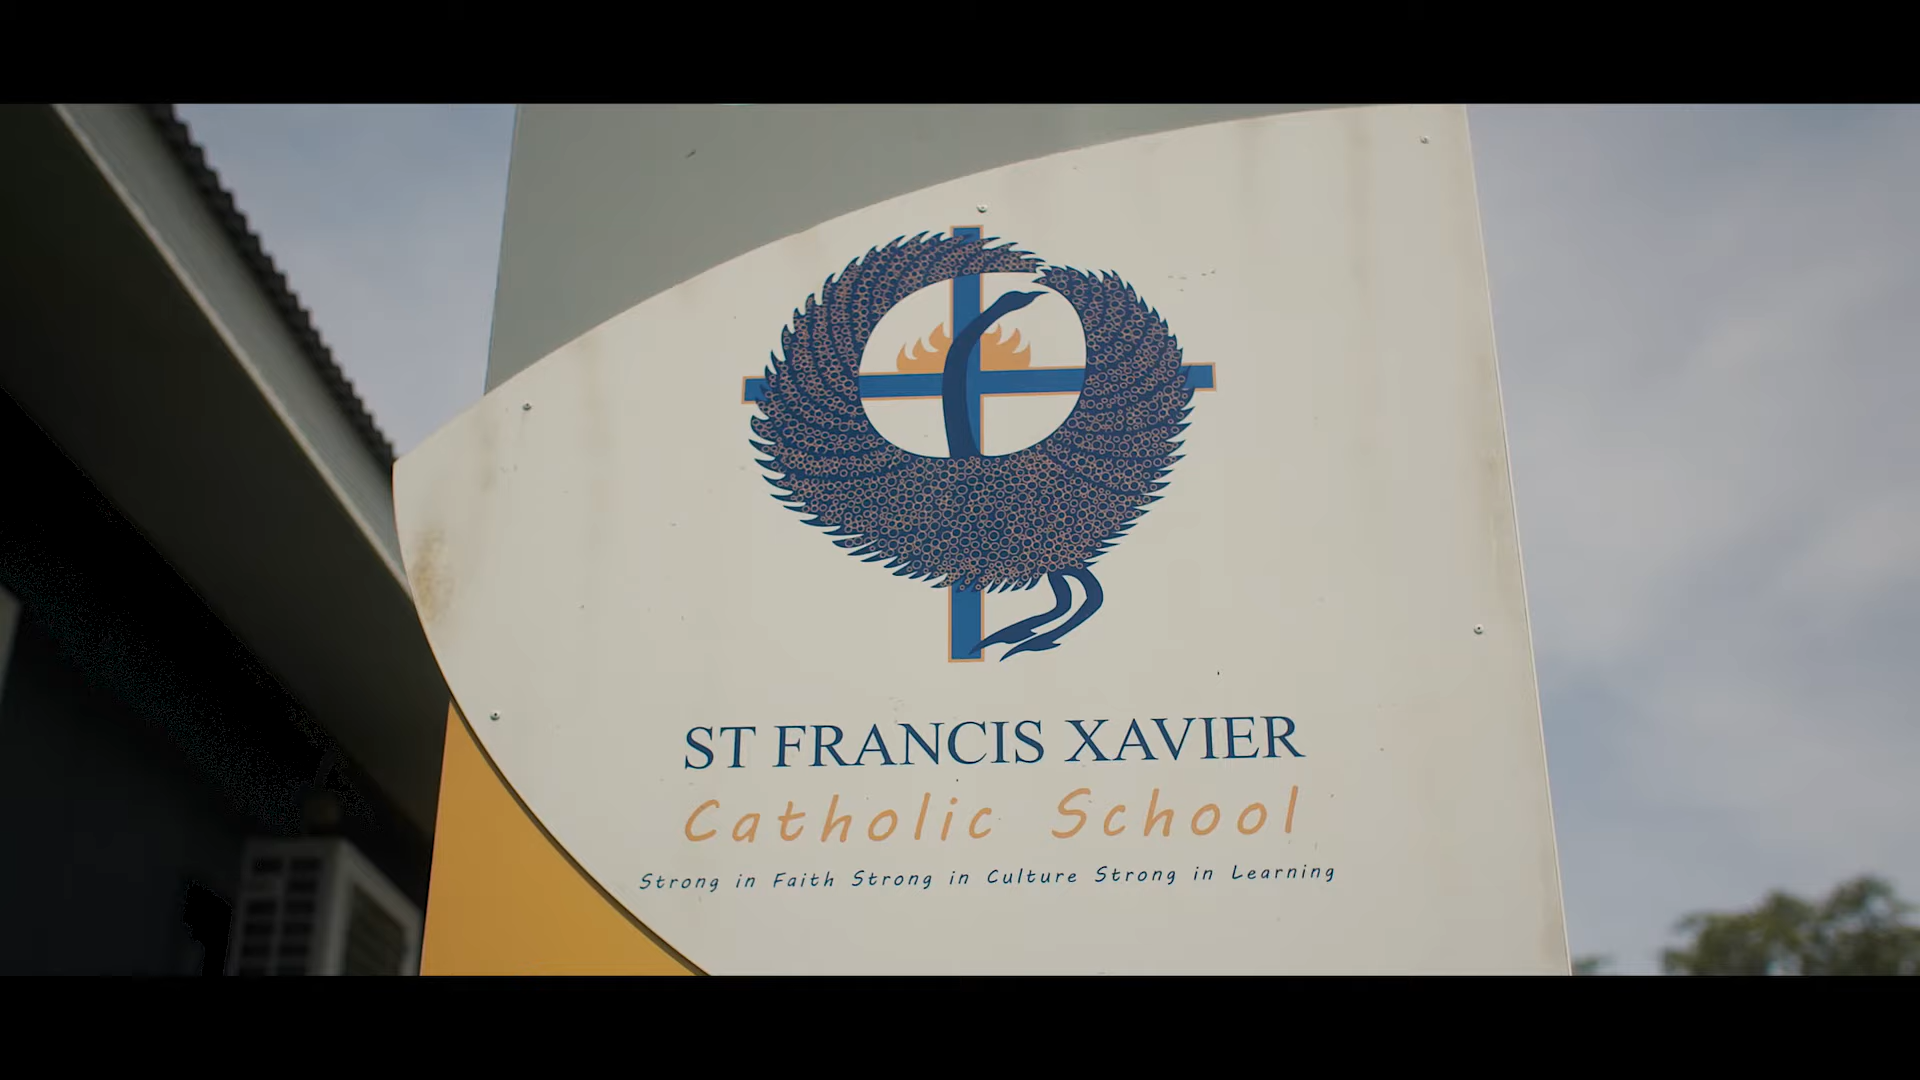 ST FRANCIS XAVIER
Catholic School
Strong in Faith Strong in Culture Strong in Learning